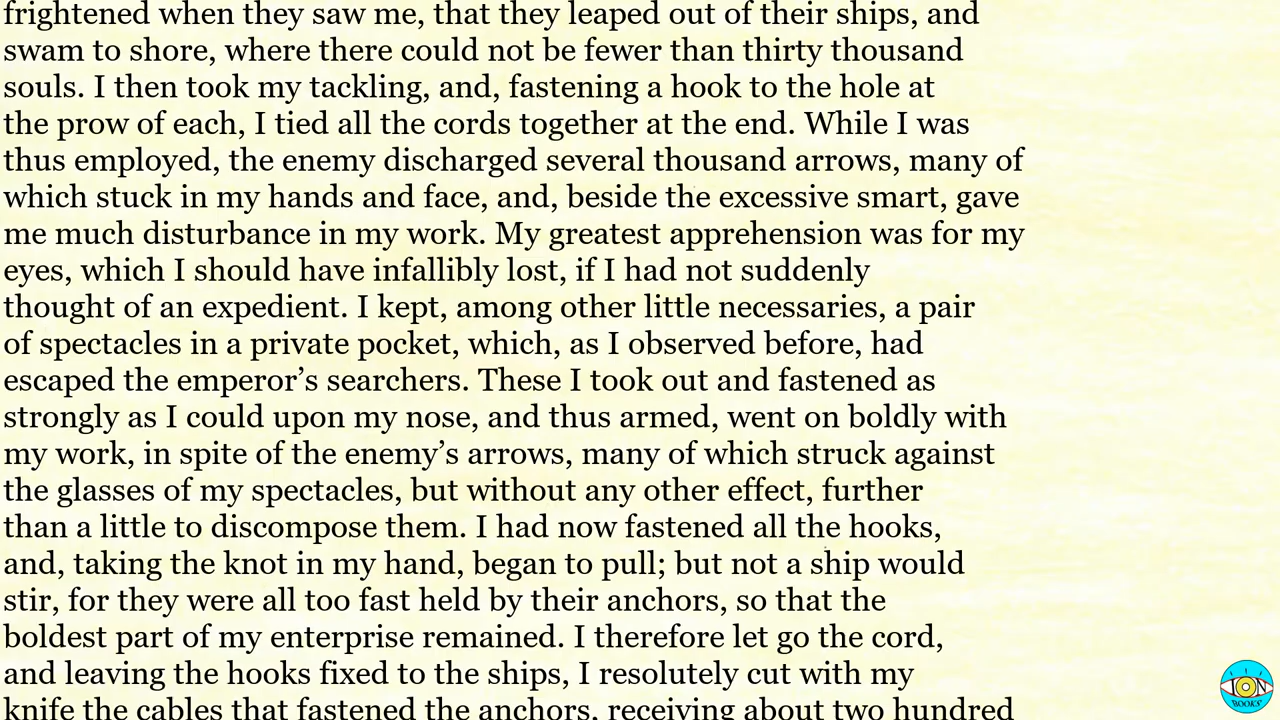 frightened when they saw me, that they leaped out of their ships, and
swam to shore, where there could not be fewer than thirty thousand
souls. I then took my tackling, and, fastening a hook to the hole at
the prow of each, I tied all the cords together at the end. While I was
thus employed, the enemy discharged several thousand arrows, many of
which stuck in my hands and face, and, beside the excessive smart, gave
me much disturbance in my work. My greatest apprehension was for my
eyes, which I should have infallibly lost, if I had not suddenly
thought of an expedient. I kept, among other little necessaries, a pair
of spectacles in a private pocket, which, as I observed before, had
escaped the emperor’s searchers. These I took out and fastened as
strongly as I could upon my nose, and thus armed, went on boldly with
my work, in spite of the enemy’s arrows, many of which struck against
the glasses of my spectacles, but without any other effect, further
than a little to discompose them. I had now fastened all the hooks,
and, taking the knot in my hand, began to pull; but not a ship would
stir, for they were all too fast held by their anchors, so that the
boldest part of my enterprise remained. I therefore let go the cord,
and leaving the hooks fixed to the ships, I resolutely cut with my
knife the cables that fastened the anchors, receiving about two hundred
ION
BOOKS